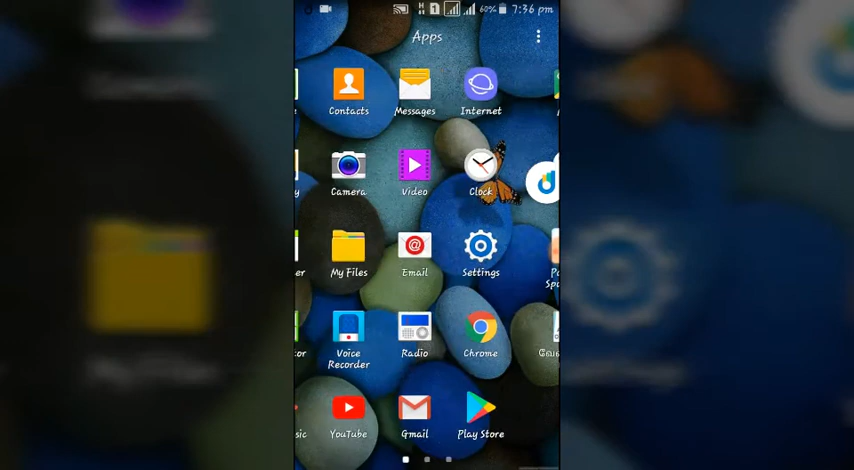 60% 7:36 pm
Apps
Contacts Messages Internet
Camera Video Clock
My Files Email Settings
Voice Recorder Radio Chrome
YouTube Gmail Play Store